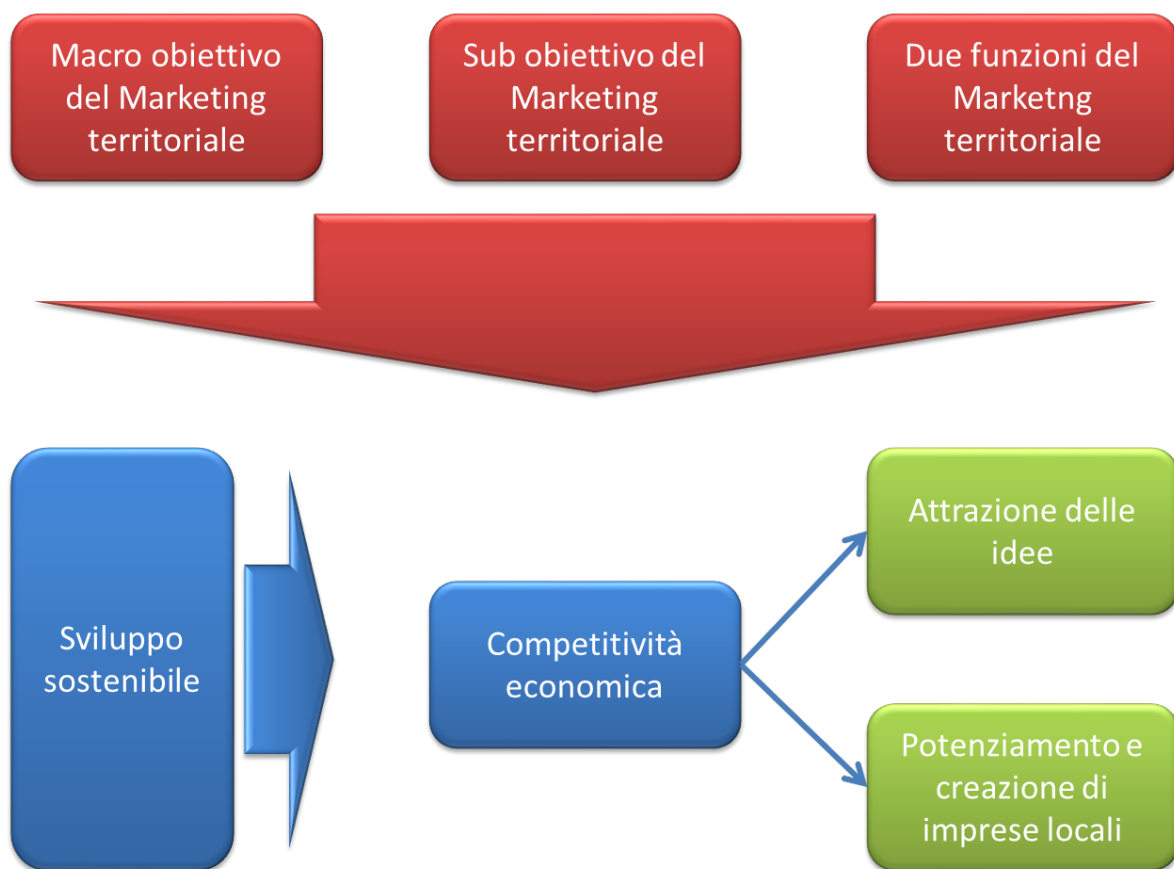 Macro obiettivo
del Marketing
territoriale
Sub obiettivo del
Marketing
territoriale
Due funzioni del
Marketng
territoriale
Sviluppo
sostenibile
Competitività
economica
Attrazione delle
idee
Potenziamento e
creazione di
imprese locali